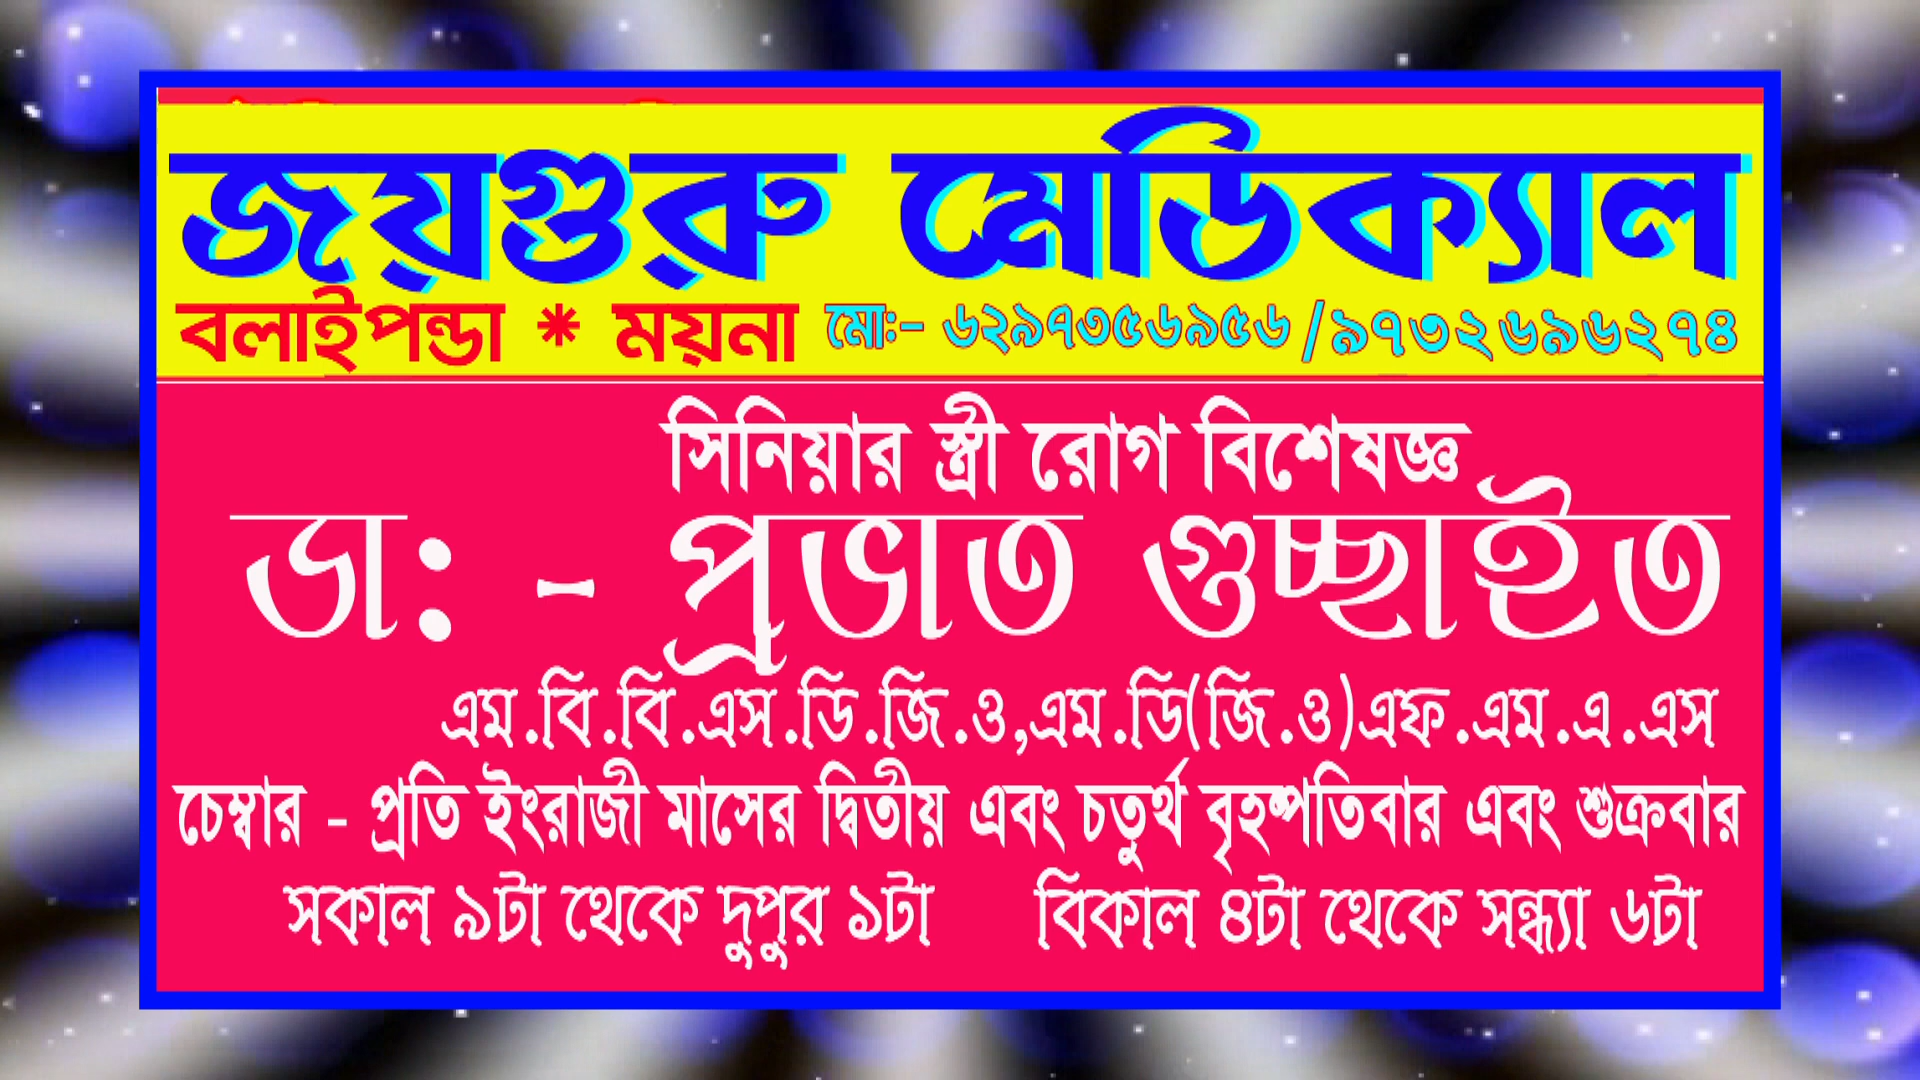 জয়গুরু মেডিক্যাল
বলাইপন্ডা * ময়না মোঃ- ৬২৯৭৩৫৬৯৫৬ /৯৭৩২৬৯৬২৭৪
সিনিয়ার স্ত্রী রোগ বিশেষজ্ঞ
ডাঃ - প্রভাত গুচ্ছাইত
এম.বি.বি.এস.ডি.জি.ও,এম.ডি(জি.ও)এফ.এম.এ.এস
চেম্বার - প্রতি ইংরাজী মাসের দ্বিতীয় এবং চতুর্থ বৃহষ্পতিবার এবং শুক্রবার
সকাল ৯টা থেকে দুপুর ১টা বিকাল ৪টা থেকে সন্ধ্যা ৬টা